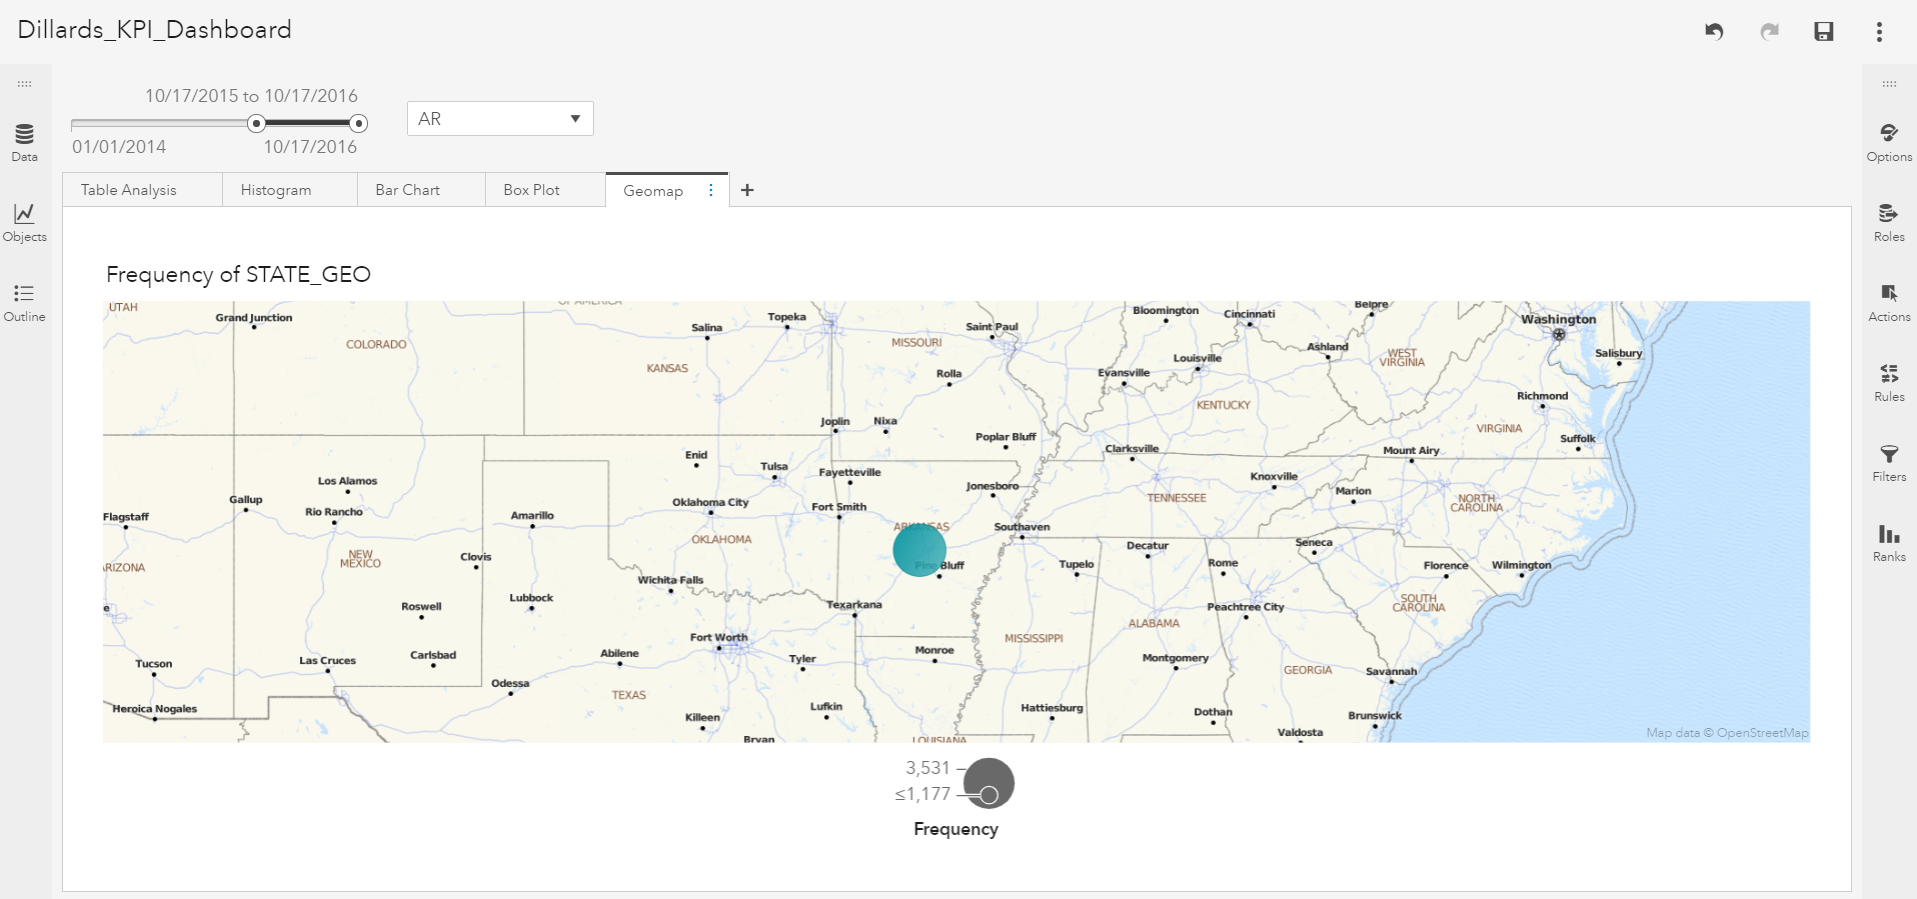 Dillards_KPI_Dashboard
10/17/2015 to 10/17/2016
01/01/2014
10/17/2016
AR
Data
Objects
Outline
Options
Roles
Actions
Rules
Filters
Ranks
Table Analysis
Histogram
Bar Chart
Box Plot
Geomap
+
Frequency of STATE_GEO
UTAH
OF AMERICA
Grand Junction
Salina
Topeka
Saint Paul
Bloomington
Cincinnati
Belpre
Washington
COLORADO
KANSAS
MISSOURI
Louisville
Ashland
WEST
VIRGINIA
Salisbury
Rolla
Evansville
Richmond
KENTUCKY
Joplin
Nixa
Poplar Bluff
VIRGINIA
Suffolk
Clarksville
Mount Airy
Enid
Tulsa
Fayetteville
Los Alamos
Jonesboro
Knoxville
Marion
Gallup
Rio Rancho
Oklahoma City
Fort Smith
TENNESSEE
NORTH
CAROLINA
Flagstaff
Amarillo
ARKANSAS
Southaven
OKLAHOMA
Decatur
Seneca
NEW
MEXICO
Clovis
ARIZONA
Pine Bluff
Tupelo
Rome
Florence
Wilmington
Wichita Falls
Lubbock
Roswell
Texarkana
Peachtree City
SOUTH
CAROLINA
e
Fort Worth
MISSISSIPPI
ALABAMA
Tucson
Las Cruces
Carlsbad
Abilene
Tyler
Monroe
Montgomery
GEORGIA
Savannah
Odessa
TEXAS
Heroica Nogales
Killeen
Lufkin
Hattiesburg
Dothan
Brunswick
Bryan
LOUISIANA
Valdosta
Map data © OpenStreetMap
3,531
≤1,177
Frequency